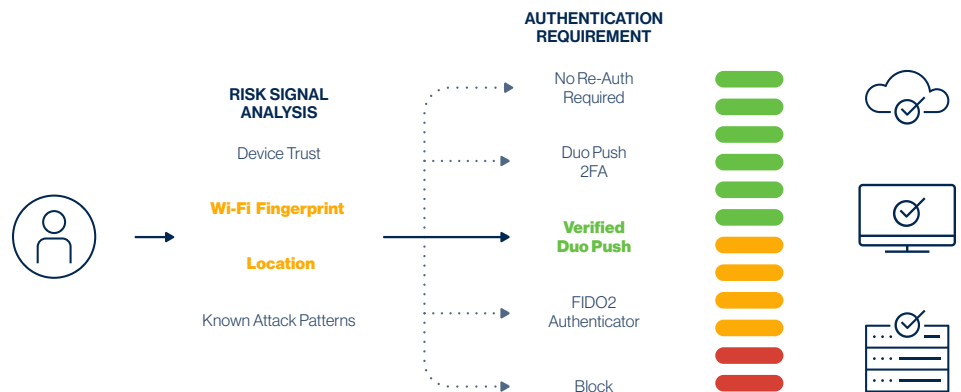 AUTHENTICATION
REQUIREMENT
RISK SIGNAL
ANALYSIS
Device Trust
Wi-Fi Fingerprint
Location
Known Attack Patterns
No Re-Auth
Required
Duo Push
2FA
Verified
Duo Push
FIDO2
Authenticator
Block